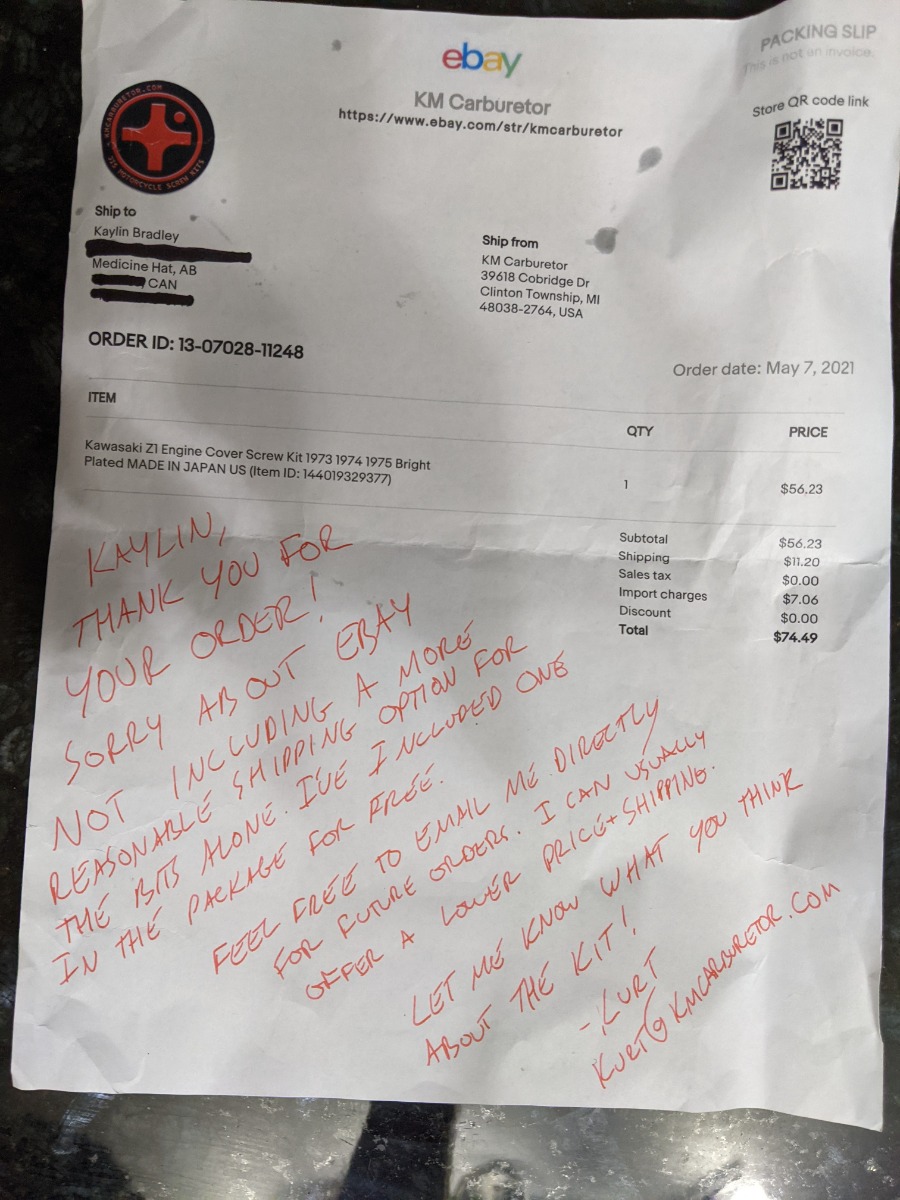 PACKING SLIP
This is not an invoice.
ebay
KM Carburetor
https://www.ebay.com/str/kmcarburetor
Store QR code link
KMCARBURETOR.COM
JIS MOTORCYCLE SCREW KITS
Ship to
Kaylin Bradley
Medicine Hat, AB
CAN
Ship from
KM Carburetor
39618 Cobridge Dr
Clinton Township, MI
48038-2764, USA
ORDER ID: 13-07028-11248
Order date: May 7, 2021
ITEM QTY PRICE
Kawasaki Z1 Engine Cover Screw Kit 1973 1974 1975 Bright
Plated MADE IN JAPAN US (Item ID: 144019329377)
1 $56.23
Subtotal $56.23
Shipping $11.20
Sales tax $0.00
Import charges $7.06
Discount $0.00
Total $74.49
KAYLIN,
THANK YOU FOR
YOUR ORDER!
SORRY ABOUT EBAY
NOT INCLUDING A MORE
REASONABLE SHIPPING OPTION FOR
THE BITS ALONE. I'VE INCLUDED ONE
IN THE PACKAGE FOR FREE.
FEEL FREE TO EMAIL ME DIRECTLY
FOR FUTURE ORDERS. I CAN USUALLY
OFFER A LOWER PRICE + SHIPPING.
LET ME KNOW WHAT YOU THINK
ABOUT THE KIT!
- KURT
KURT@KMCARBURETOR.COM